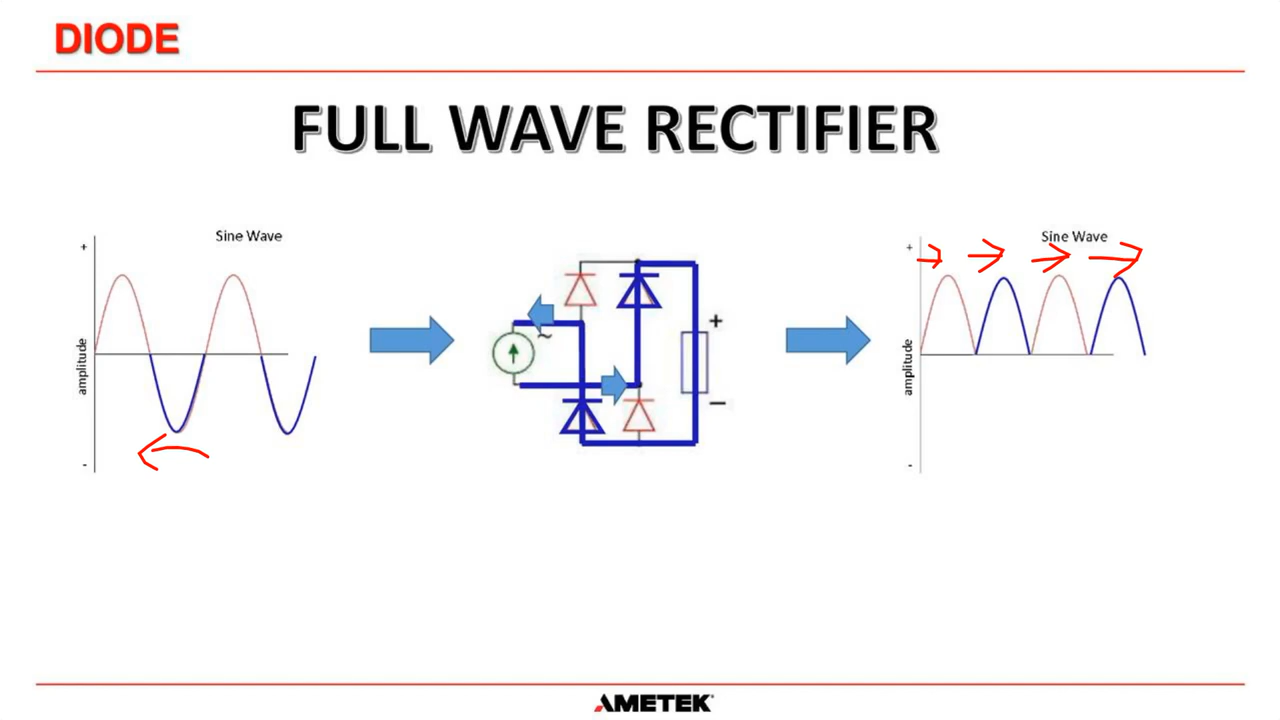 DIODE
FULL WAVE RECTIFIER
Sine Wave
+
amplitude
-
~
+
−
Sine Wave
+
amplitude
-
AMETEK